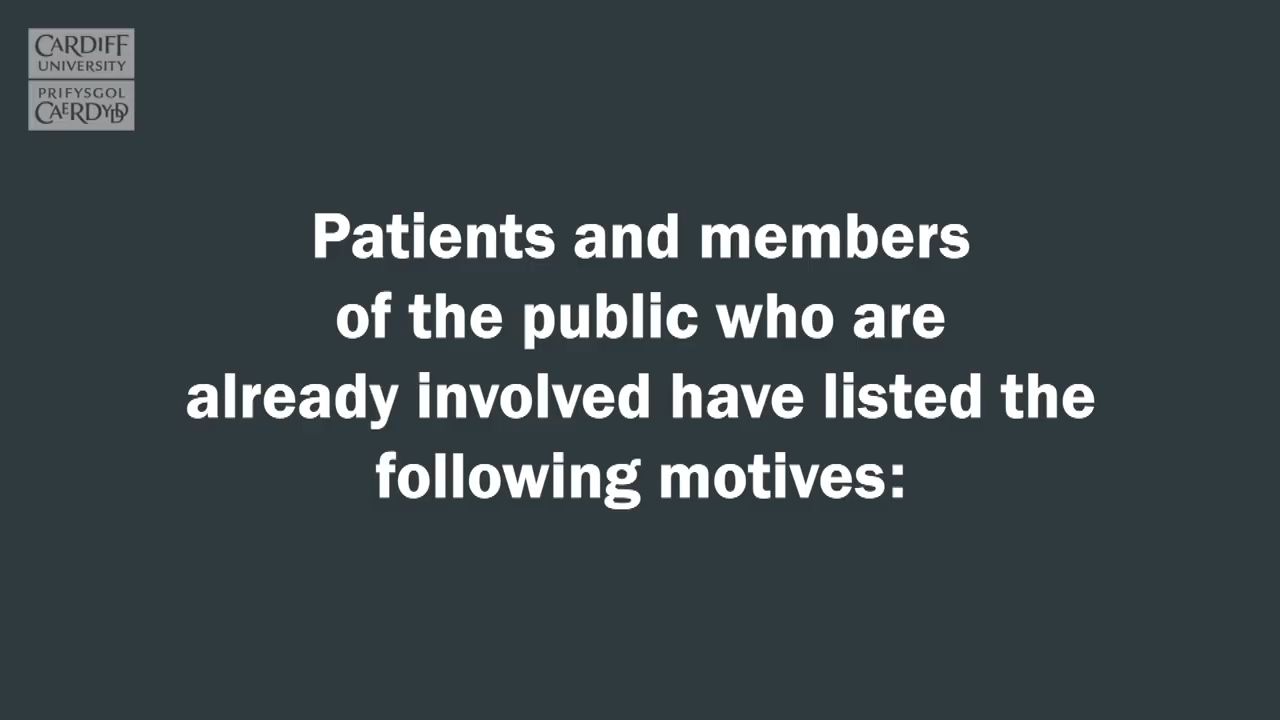 CARDIFF
UNIVERSITY
PRIFYSGOL
CAERDYDD
Patients and members
of the public who are
already involved have listed the
following motives: